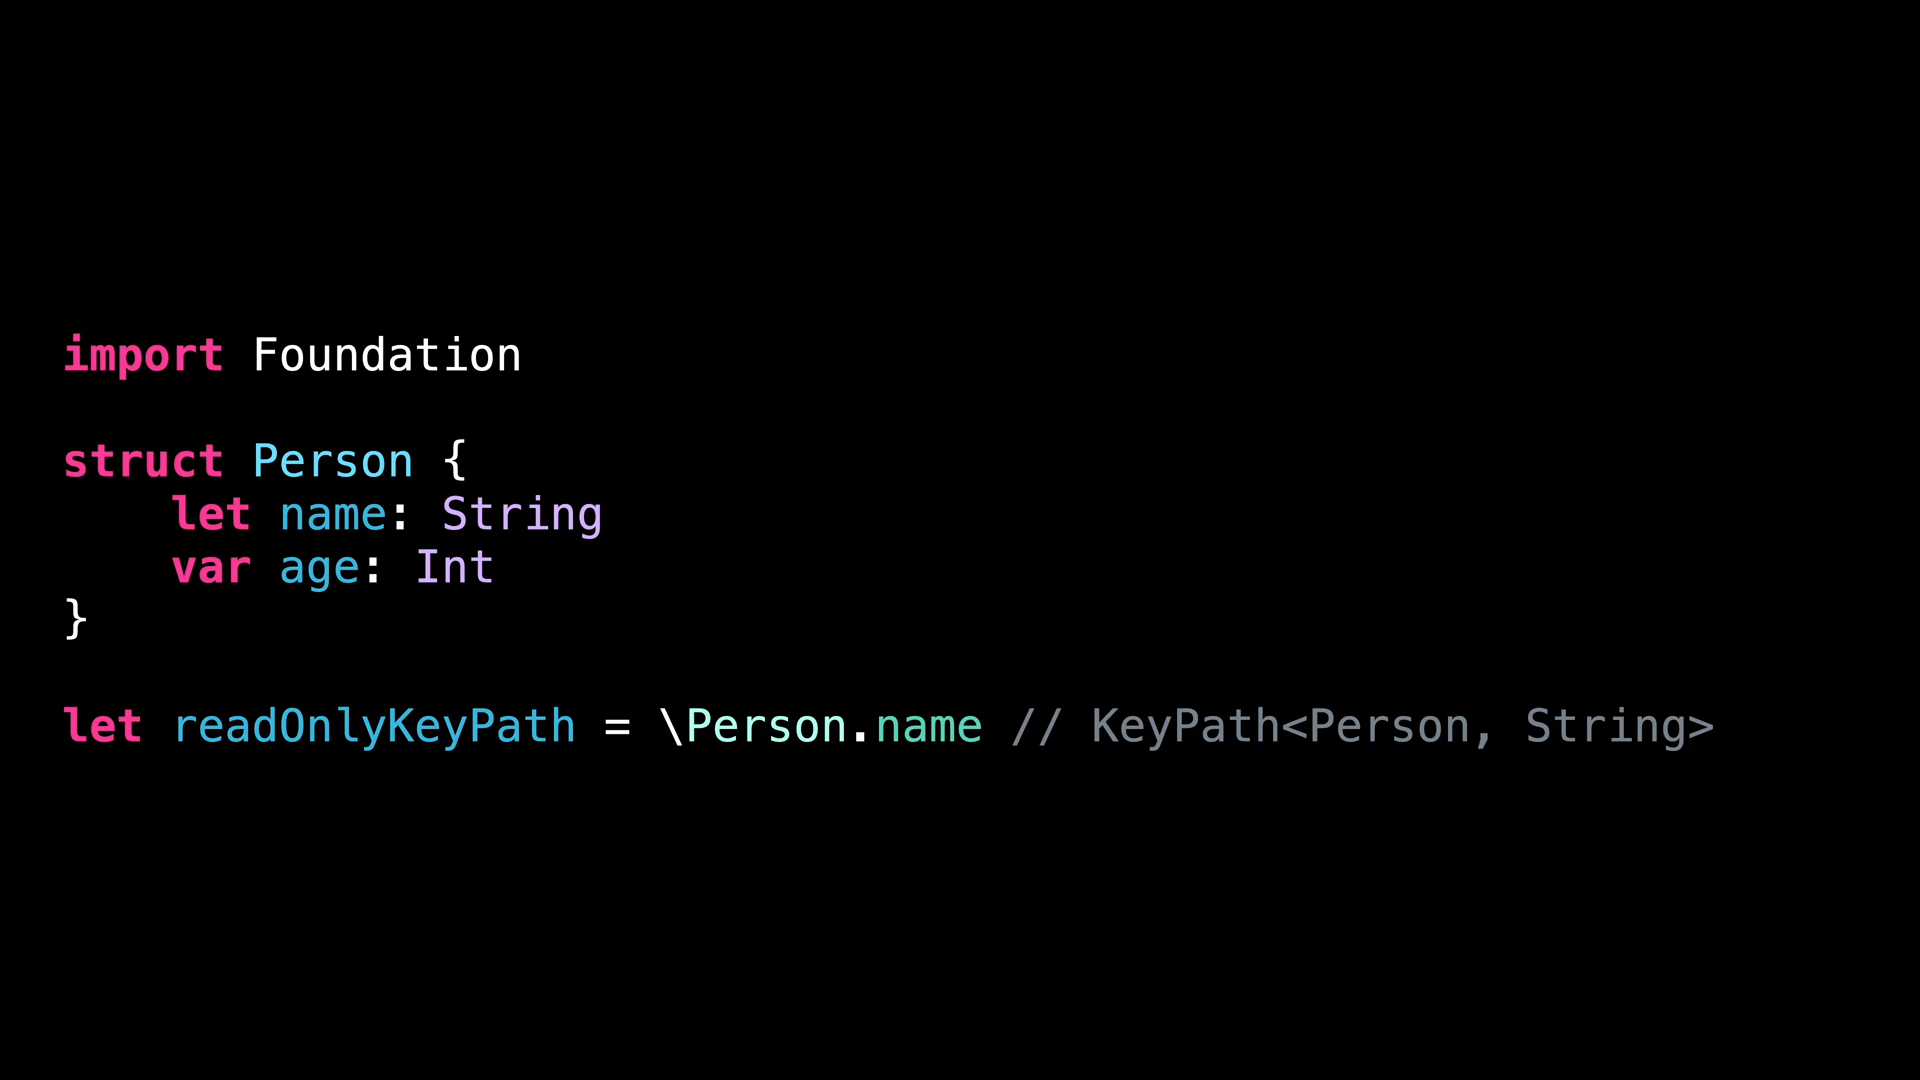 import Foundation
struct Person {
    let name: String
    var age: Int
}
let readOnlyKeyPath = \Person.name // KeyPath<Person, String>